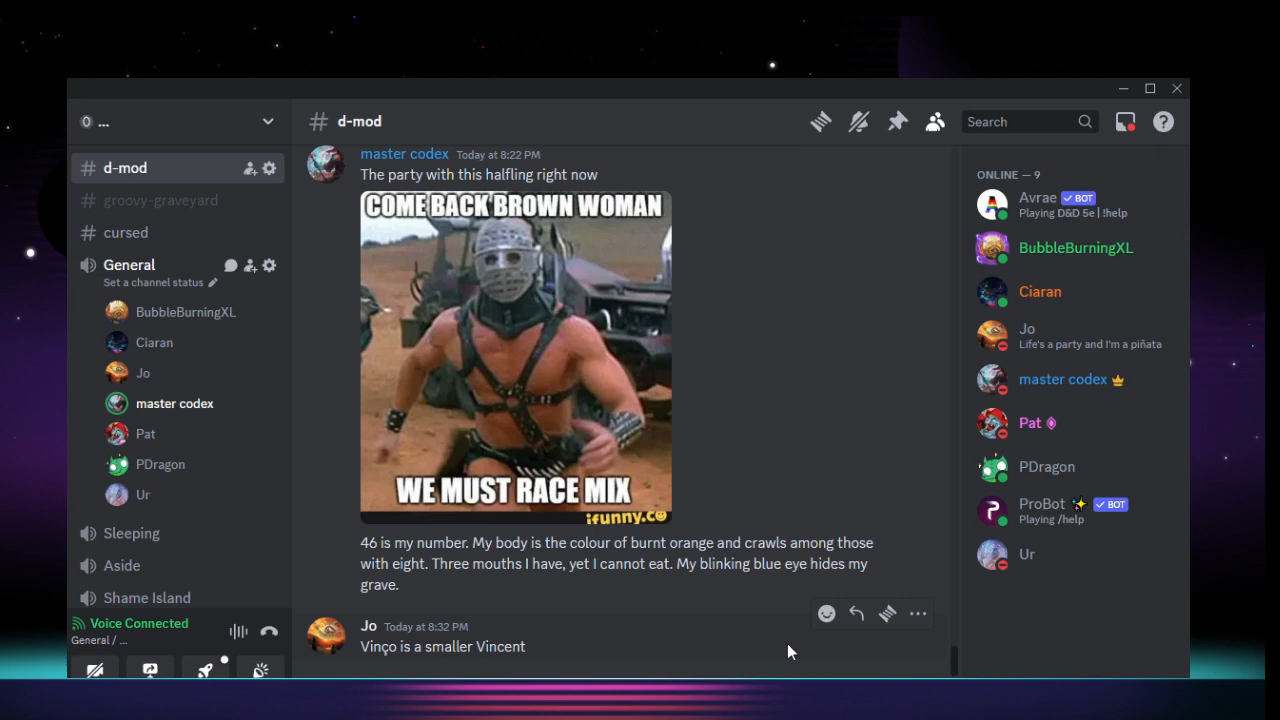 0 ...
# d-mod
Search
# d-mod
# groovy-graveyard
# cursed
General
Set a channel status
BubbleBurningXL
Ciaran
Jo
master codex
Pat
PDragon
Ur
Sleeping
Aside
Shame Island
Voice Connected
General / ...
master codex Today at 8:22 PM
The party with this halfling right now
COME BACK BROWN WOMAN
WE MUST RACE MIX
ifunny.co
46 is my number. My body is the colour of burnt orange and crawls among those
with eight. Three mouths I have, yet I cannot eat. My blinking blue eye hides my
grave.
Jo Today at 8:32 PM
Vinço is a smaller Vincent
ONLINE — 9
Avrae ✓ BOT
Playing D&D 5e | !help
BubbleBurningXL
Ciaran
Jo
Life's a party and I'm a piñata
master codex
Pat
PDragon
ProBot ✨ ✓ BOT
Playing /help
Ur